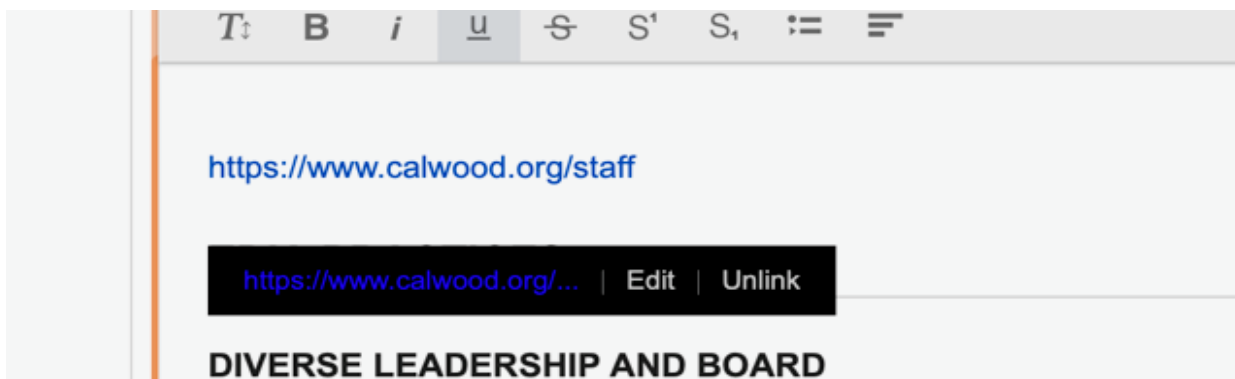 T B i u S S¹ S₁
https://www.calwood.org/staff
https://www.calwood.org/... | Edit | Unlink
DIVERSE LEADERSHIP AND BOARD